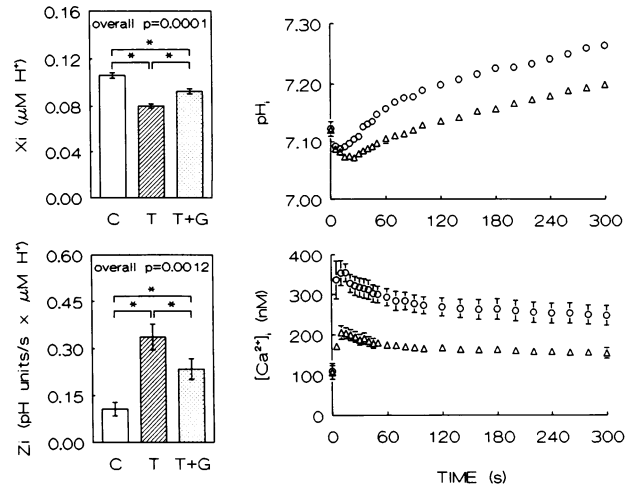 overall p=0.0001
* * *
0.16
0.12
0.08
0.04
0.00
Xi (μM H⁺)
C T T+G
7.30
7.20
7.10
7.00
pHᵢ
0 60 120 180 240 300
overall p=0.0012
* * *
0.60
0.45
0.30
0.15
0.00
Zi (pH units/s x μM H⁺)
C T T+G
400
300
200
100
0
[Ca²⁺]ᵢ (nM)
0 60 120 180 240 300
TIME (s)